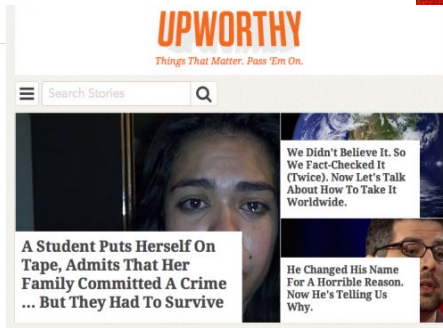 UPWORTHY
Things That Matter. Pass 'Em On.
Search Stories
We Didn't Believe It. So
We Fact-Checked It
(Twice). Now Let's Talk
About How To Take It
Worldwide.
A Student Puts Herself On
Tape, Admits That Her
Family Committed A Crime
... But They Had To Survive
He Changed His Name
For A Horrible Reason.
Now He's Telling Us
Why.